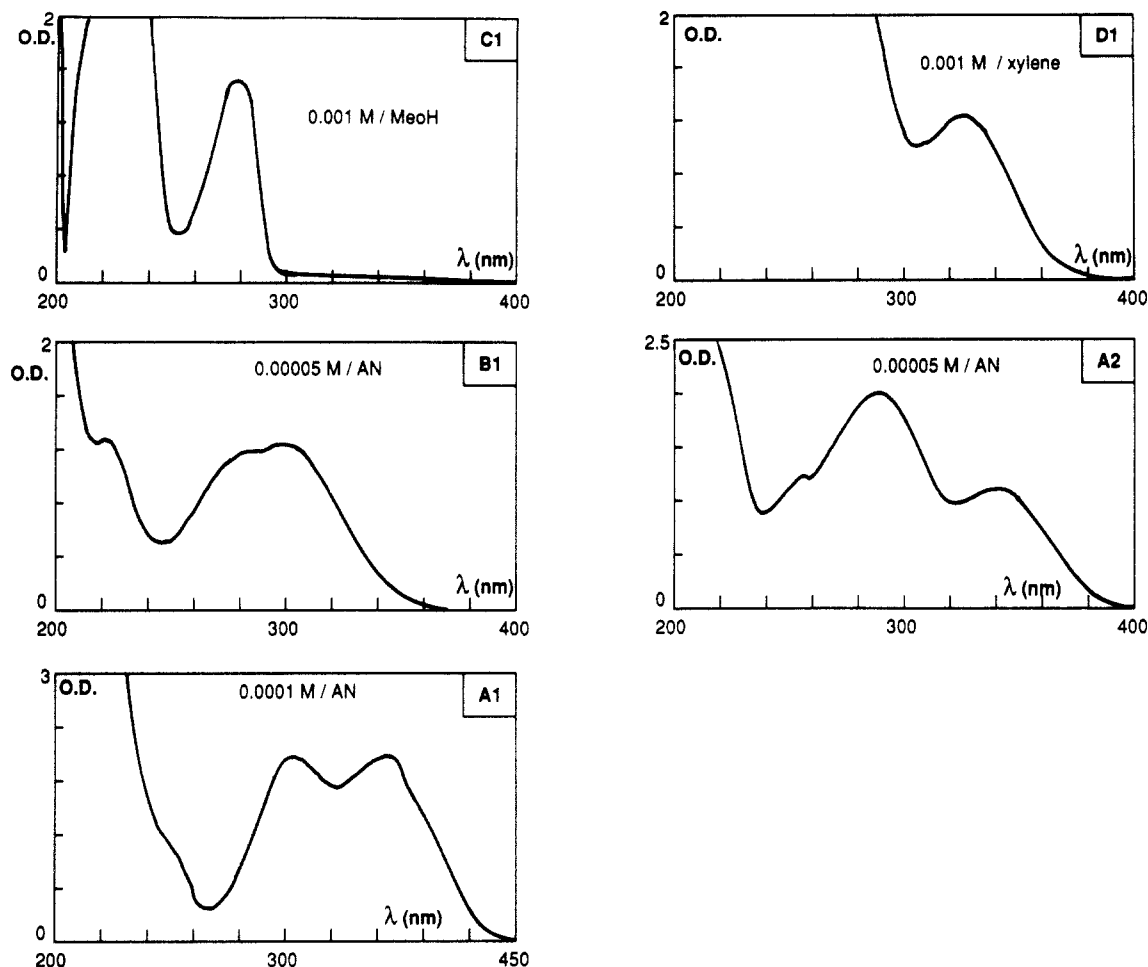 2
O.D.
C1
0.001 M / MeoH
λ (nm)
0
200
300
400
2
O.D.
D1
0.001 M / xylene
λ (nm)
0
200
300
400
2
O.D.
B1
0.00005 M / AN
λ (nm)
0
200
300
400
2.5
O.D.
A2
0.00005 M / AN
λ (nm)
0
200
300
400
3
O.D.
A1
0.0001 M / AN
λ (nm)
0
200
300
450